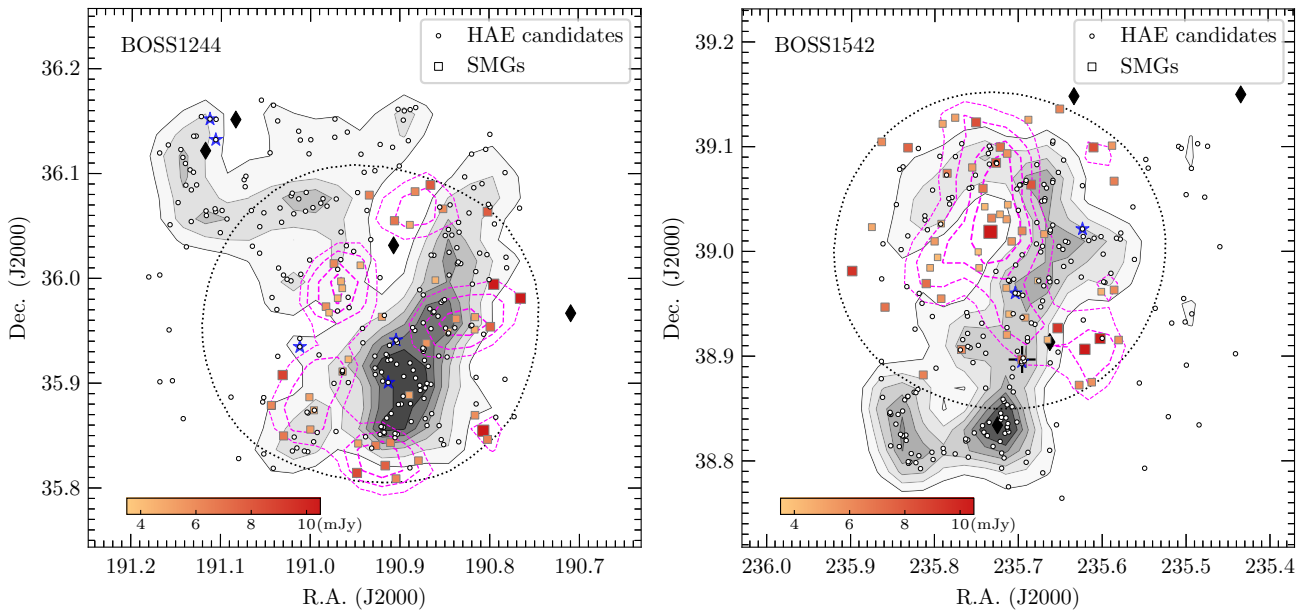 BOSS1244
HAE candidates
SMGs
36.2
36.1
36.0
35.9
35.8
Dec. (J2000)
4 6 8 10(mJy)
191.2 191.1 191.0 190.9 190.8 190.7
R.A. (J2000)
BOSS1542
HAE candidates
SMGs
39.2
39.1
39.0
38.9
38.8
Dec. (J2000)
4 6 8 10(mJy)
236.0 235.9 235.8 235.7 235.6 235.5 235.4
R.A. (J2000)